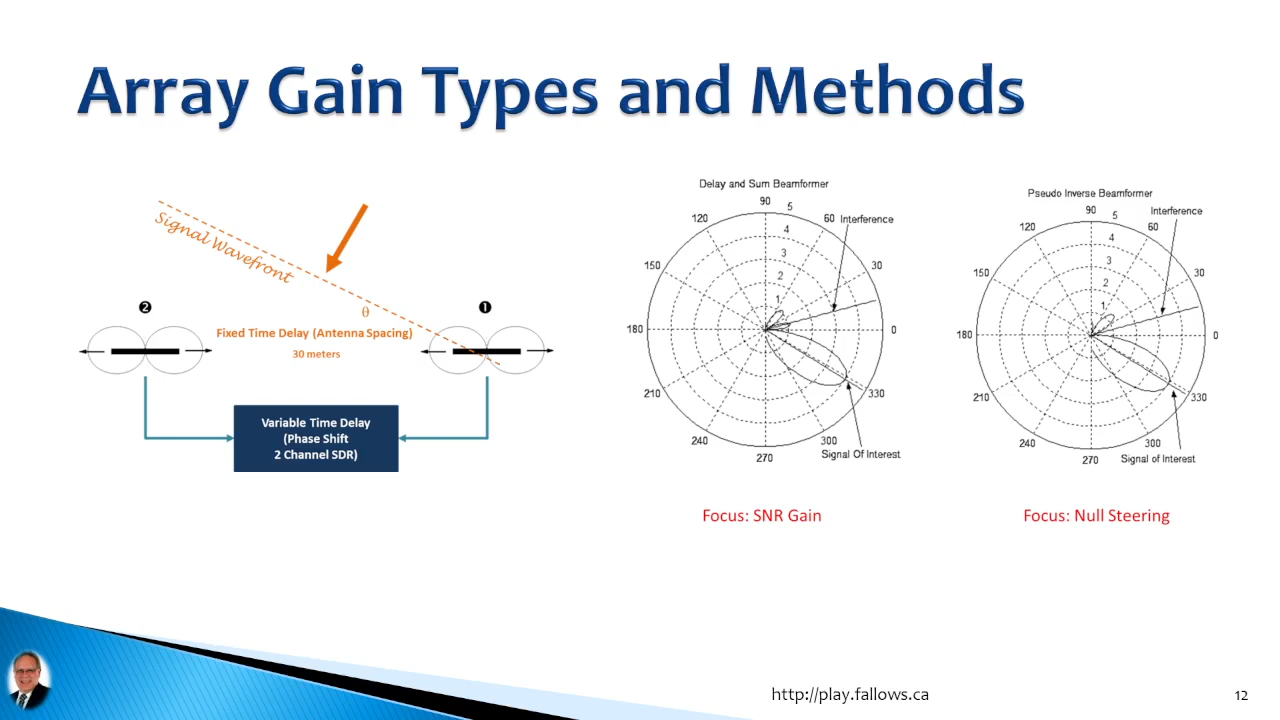 Array Gain Types and Methods
Signal Wavefront
θ
❷
❶
Fixed Time Delay (Antenna Spacing)
30 meters
Variable Time Delay
(Phase Shift
2 Channel SDR)
Delay and Sum Beamformer
90
5
120
60
Interference
4
3
150
30
2
1
180
0
210
330
240
300
270
Signal Of Interest
Focus: SNR Gain
Pseudo Inverse Beamformer
90
5
Interference
120
60
4
3
150
30
2
1
180
0
210
330
240
300
270
Signal of Interest
Focus: Null Steering
http://play.fallows.ca
12